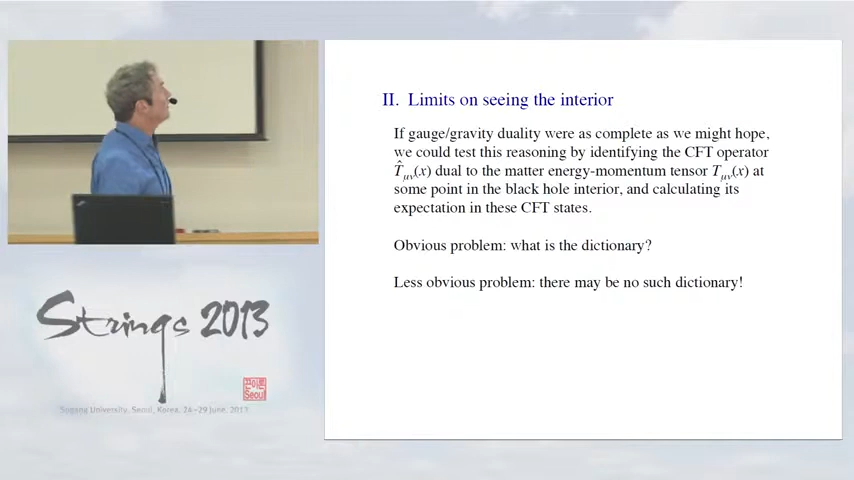 II. Limits on seeing the interior
If gauge/gravity duality were as complete as we might hope,
we could test this reasoning by identifying the CFT operator
T̂μν(x) dual to the matter energy-momentum tensor Tμν(x) at
some point in the black hole interior, and calculating its
expectation in these CFT states.
Obvious problem: what is the dictionary?
Less obvious problem: there may be no such dictionary!
Strings 2013
Seoul
Sogang University, Seoul, Korea, 24-29 June, 2013